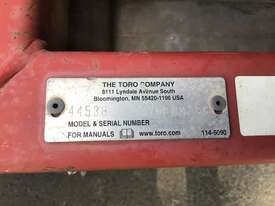 THE TORO COMPANY
8111 Lyndale Avenue South
Bloomington, MN 55420-1196 USA
MODEL & SERIAL NUMBER
FOR MANUALS www.toro.com 114-9090